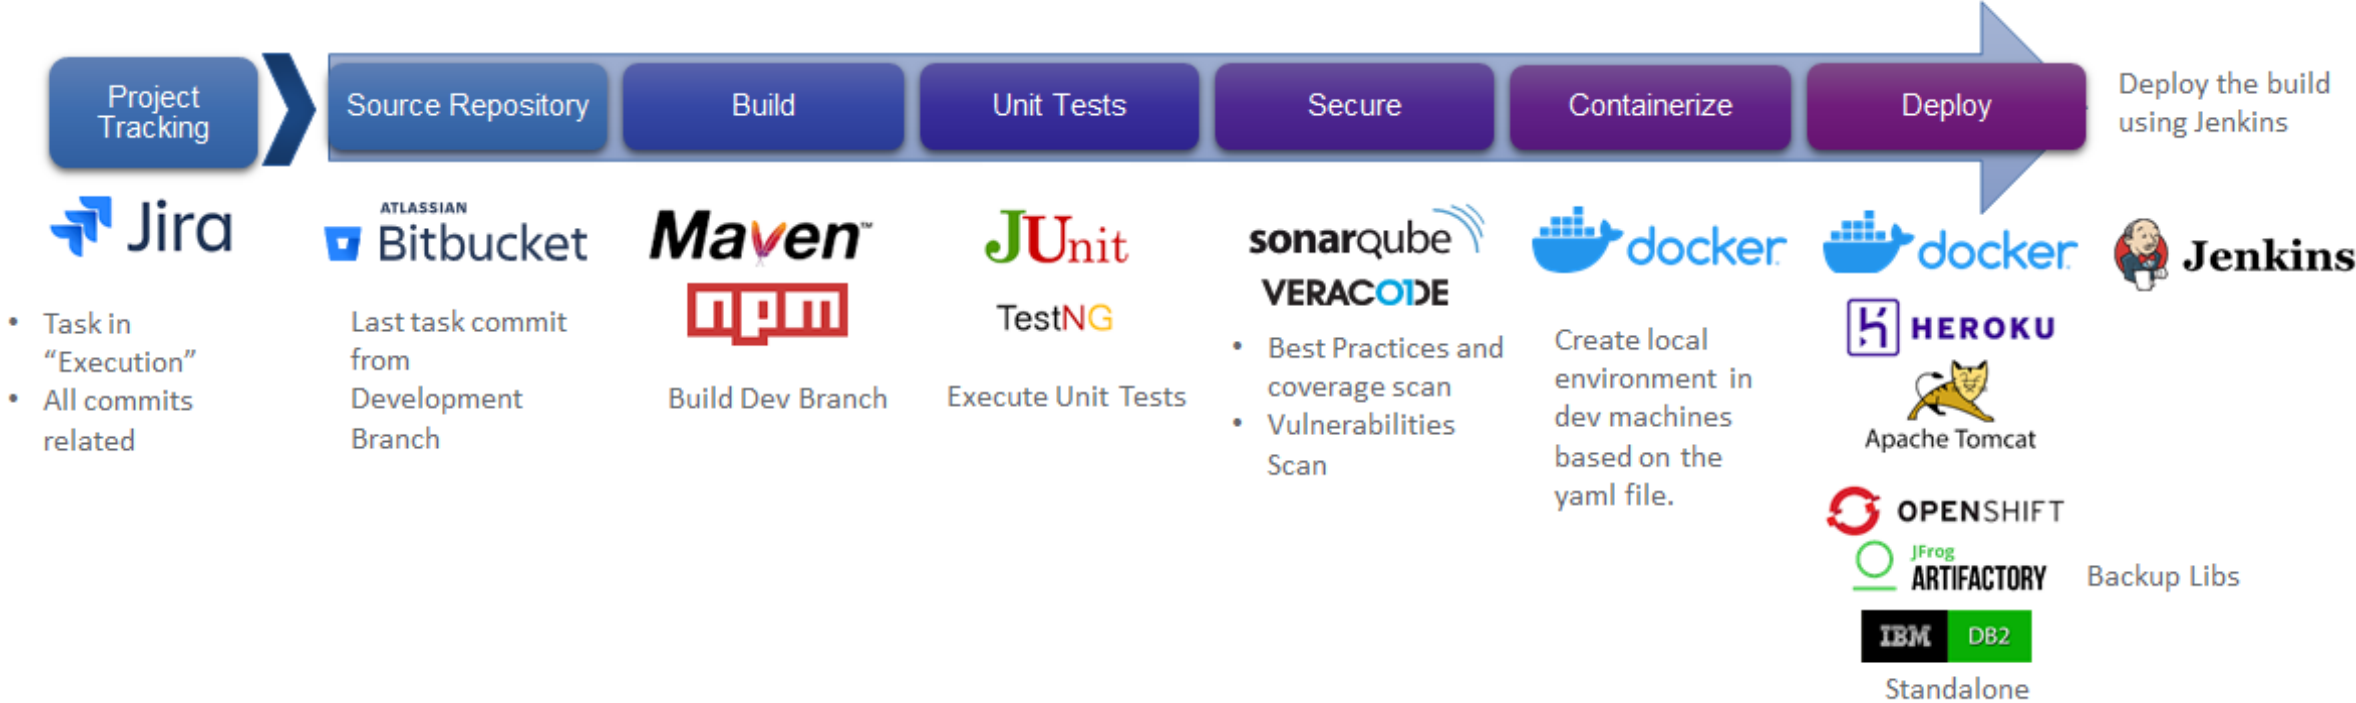 Project
Tracking
Source Repository
Build
Unit Tests
Secure
Containerize
Deploy
Deploy the build
using Jenkins
Jira
ATLASSIAN
Bitbucket
Maven™
npm
JUnit
TestNG
sonarqube
VERACODE
docker
docker
HEROKU
Apache Tomcat
OPENSHIFT
JFrog
ARTIFACTORY
IBM DB2
Standalone
Jenkins
Backup Libs
• Task in
“Execution”
• All commits
related
Last task commit
from
Development
Branch
Build Dev Branch
Execute Unit Tests
• Best Practices and
coverage scan
• Vulnerabilities
Scan
Create local
environment in
dev machines
based on the
yaml file.